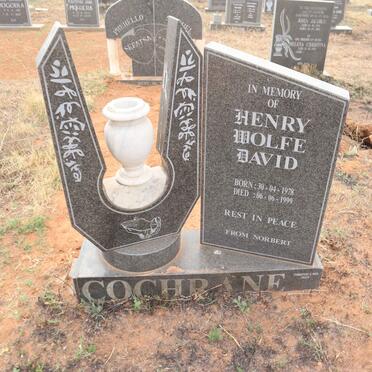 IN MEMORY
OF
HENRY
WOLFE
DAVID
BORN: 30-04-1978
DIED: 06-06-1999
REST IN PEACE
FROM NORBERT
COCHRANE